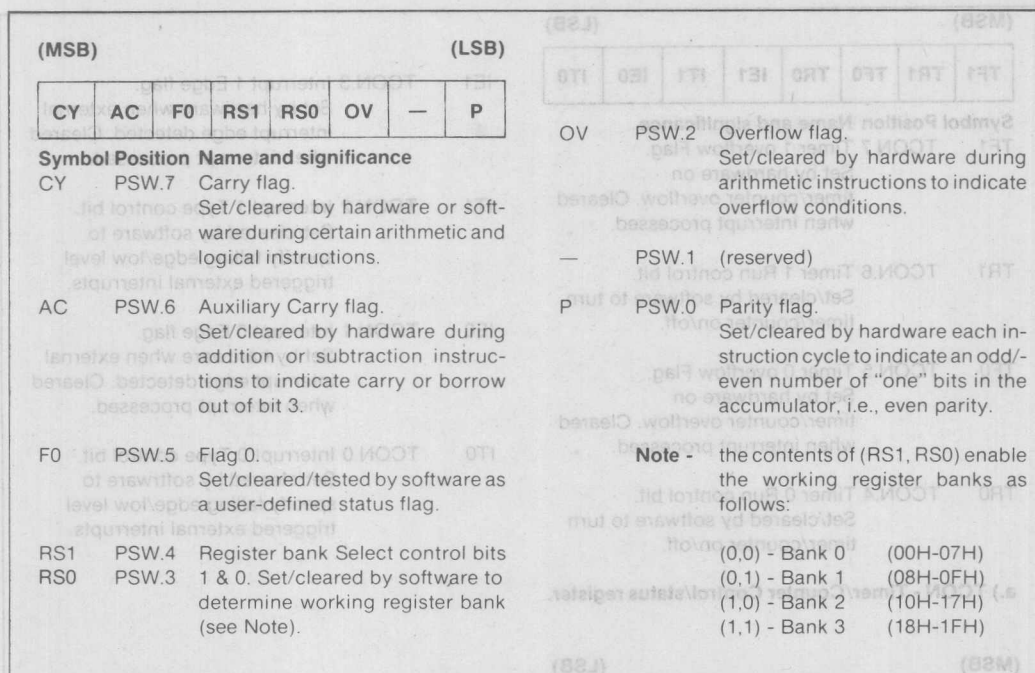 (MSB) (LSB)
CY AC F0 RS1 RS0 OV — P
Symbol Position Name and significance
CY PSW.7 Carry flag.
Set/cleared by hardware or soft-
ware during certain arithmetic and
logical instructions.
AC PSW.6 Auxiliary Carry flag.
Set/cleared by hardware during
addition or subtraction instruc-
tions to indicate carry or borrow
out of bit 3.
F0 PSW.5 Flag 0.
Set/cleared/tested by software as
a user-defined status flag.
RS1 PSW.4 Register bank Select control bits
RS0 PSW.3 1 & 0. Set/cleared by software to
determine working register bank
(see Note).
OV PSW.2 Overflow flag.
Set/cleared by hardware during
arithmetic instructions to indicate
overflow conditions.
— PSW.1 (reserved)
P PSW.0 Parity flag.
Set/cleared by hardware each in-
struction cycle to indicate an odd/-
even number of "one" bits in the
accumulator, i.e., even parity.
Note - the contents of (RS1, RS0) enable
the working register banks as
follows:
(0,0) - Bank 0 (00H-07H)
(0,1) - Bank 1 (08H-0FH)
(1,0) - Bank 2 (10H-17H)
(1,1) - Bank 3 (18H-1FH)